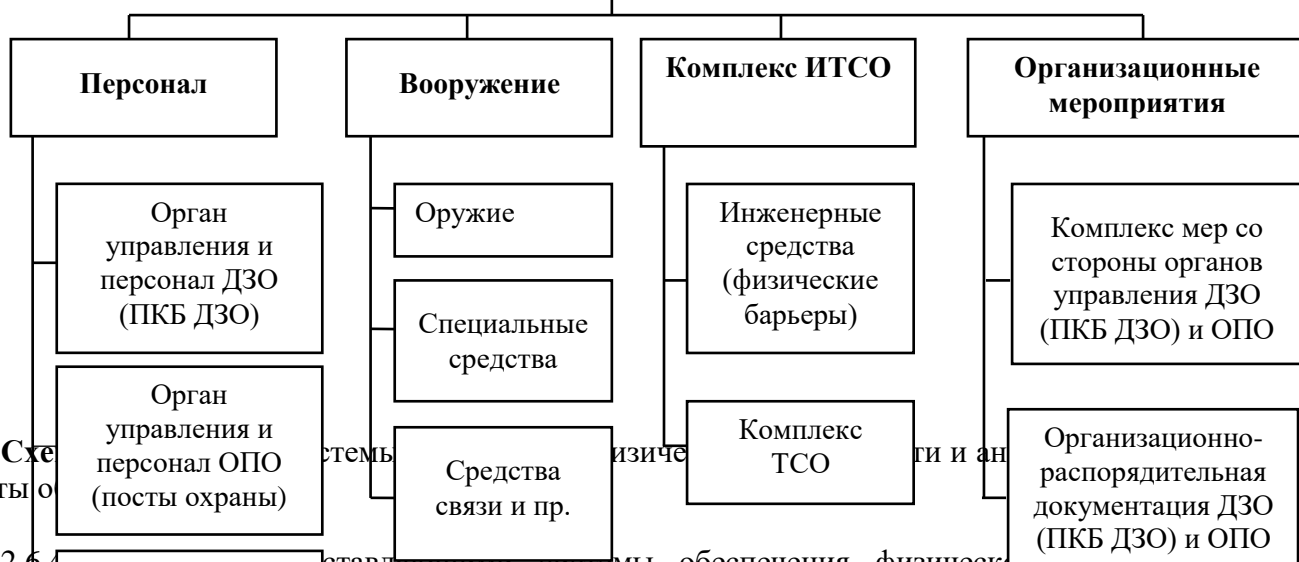 Персонал
Вооружение
Комплекс ИТСО
Организационные
мероприятия
Орган
управления и
персонал ДЗО
(ПКБ ДЗО)
Орган
управления и
персонал ОПО
(посты охраны)
Оружие
Специальные
средства
Средства
связи и пр.
Инженерные
средства
(физические
барьеры)
Комплекс
ТСО
Комплекс мер со
стороны органов
управления ДЗО
(ПКБ ДЗО) и ОПО
Организационно-
распорядительная
документация ДЗО
(ПКБ ДЗО) и ОПО
и
обеспечения